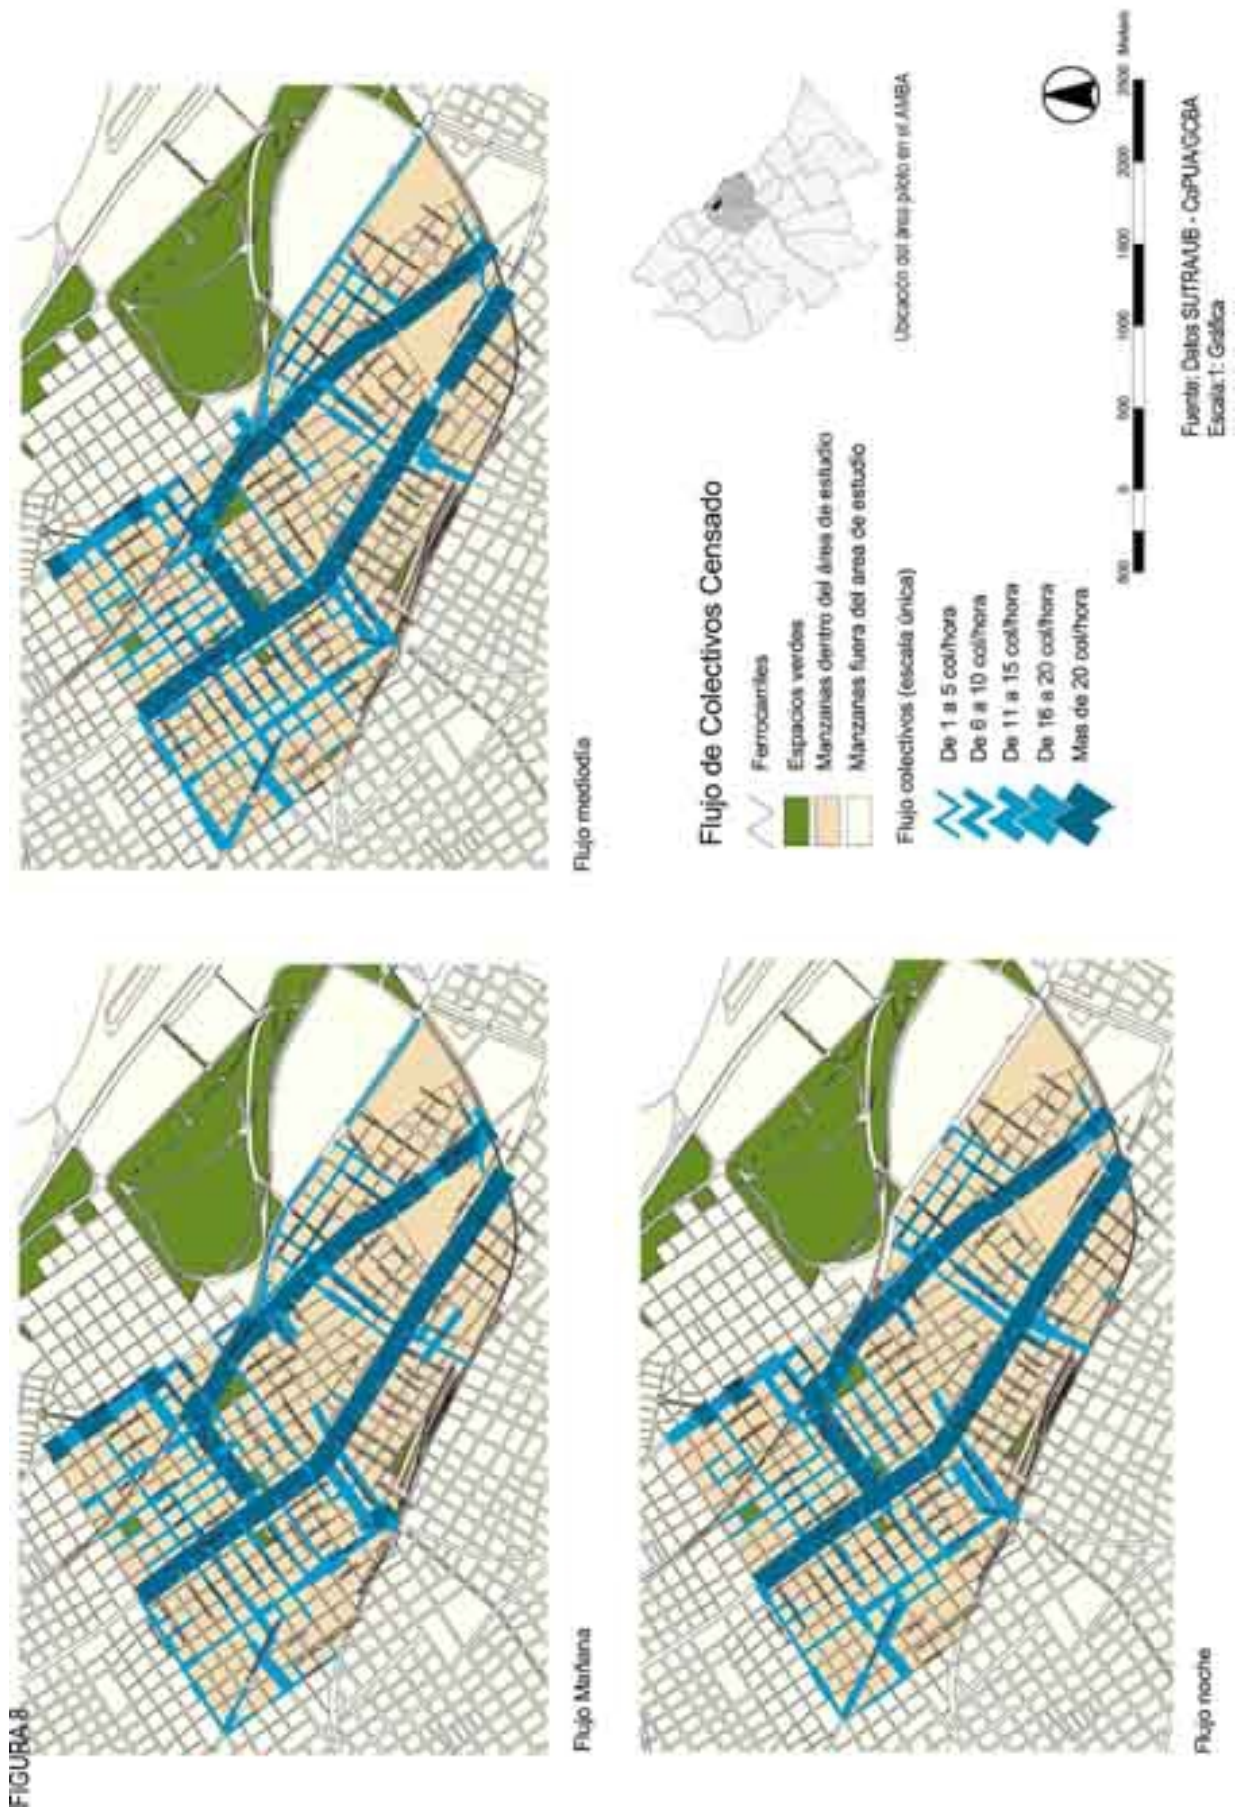 FIGURA 8
Flujo Mañana
Flujo mediodía
Flujo noche
Flujo de Colectivos Censado
Ferrocarriles
Espacios verdes
Manzanas dentro del área de estudio
Manzanas fuera del area de estudio
Flujo colectivos (escala única)
De 1 a 5 col/hora
De 6 a 10 col/hora
De 11 a 15 col/hora
De 16 a 20 col/hora
Mas de 20 col/hora
Ubicación del área piloto en el AMBA
500 0 500 1000 1500 2000 2500 Meters
Fuente: Datos SUTRA/UB - CoPUA/GCBA
Escala:1: Gráfica